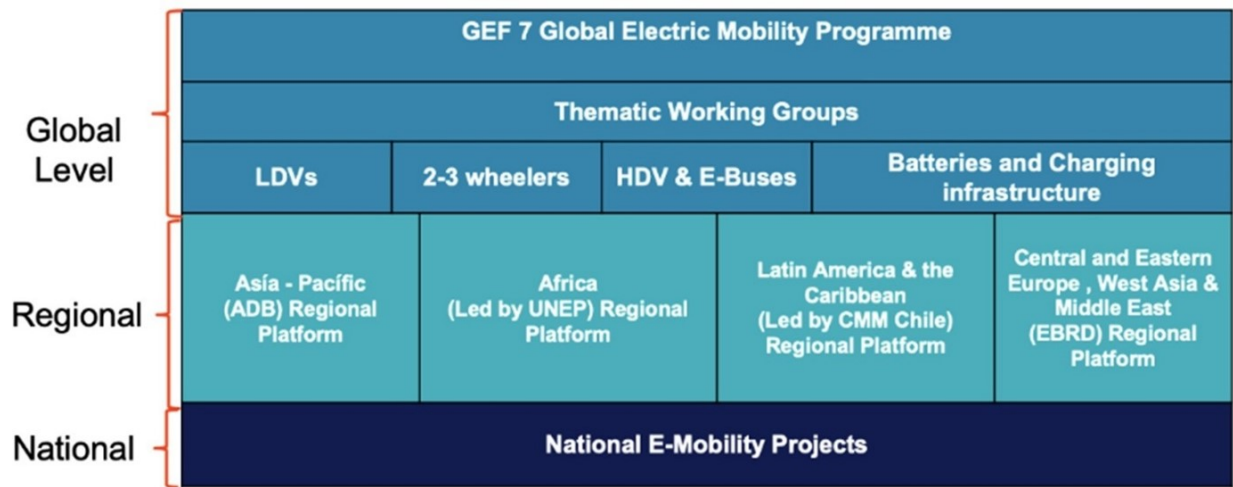 GEF 7 Global Electric Mobility Programme
Thematic Working Groups
Global
Level
LDVs
2-3 wheelers
HDV & E-Buses
Batteries and Charging
infrastructure
Regional
Asía - Pacífic
(ADB) Regional
Platform
Africa
(Led by UNEP) Regional
Platform
Latin America & the
Caribbean
(Led by CMM Chile)
Regional Platform
Central and Eastern
Europe , West Asia &
Middle East
(EBRD) Regional
Platform
National
National E-Mobility Projects